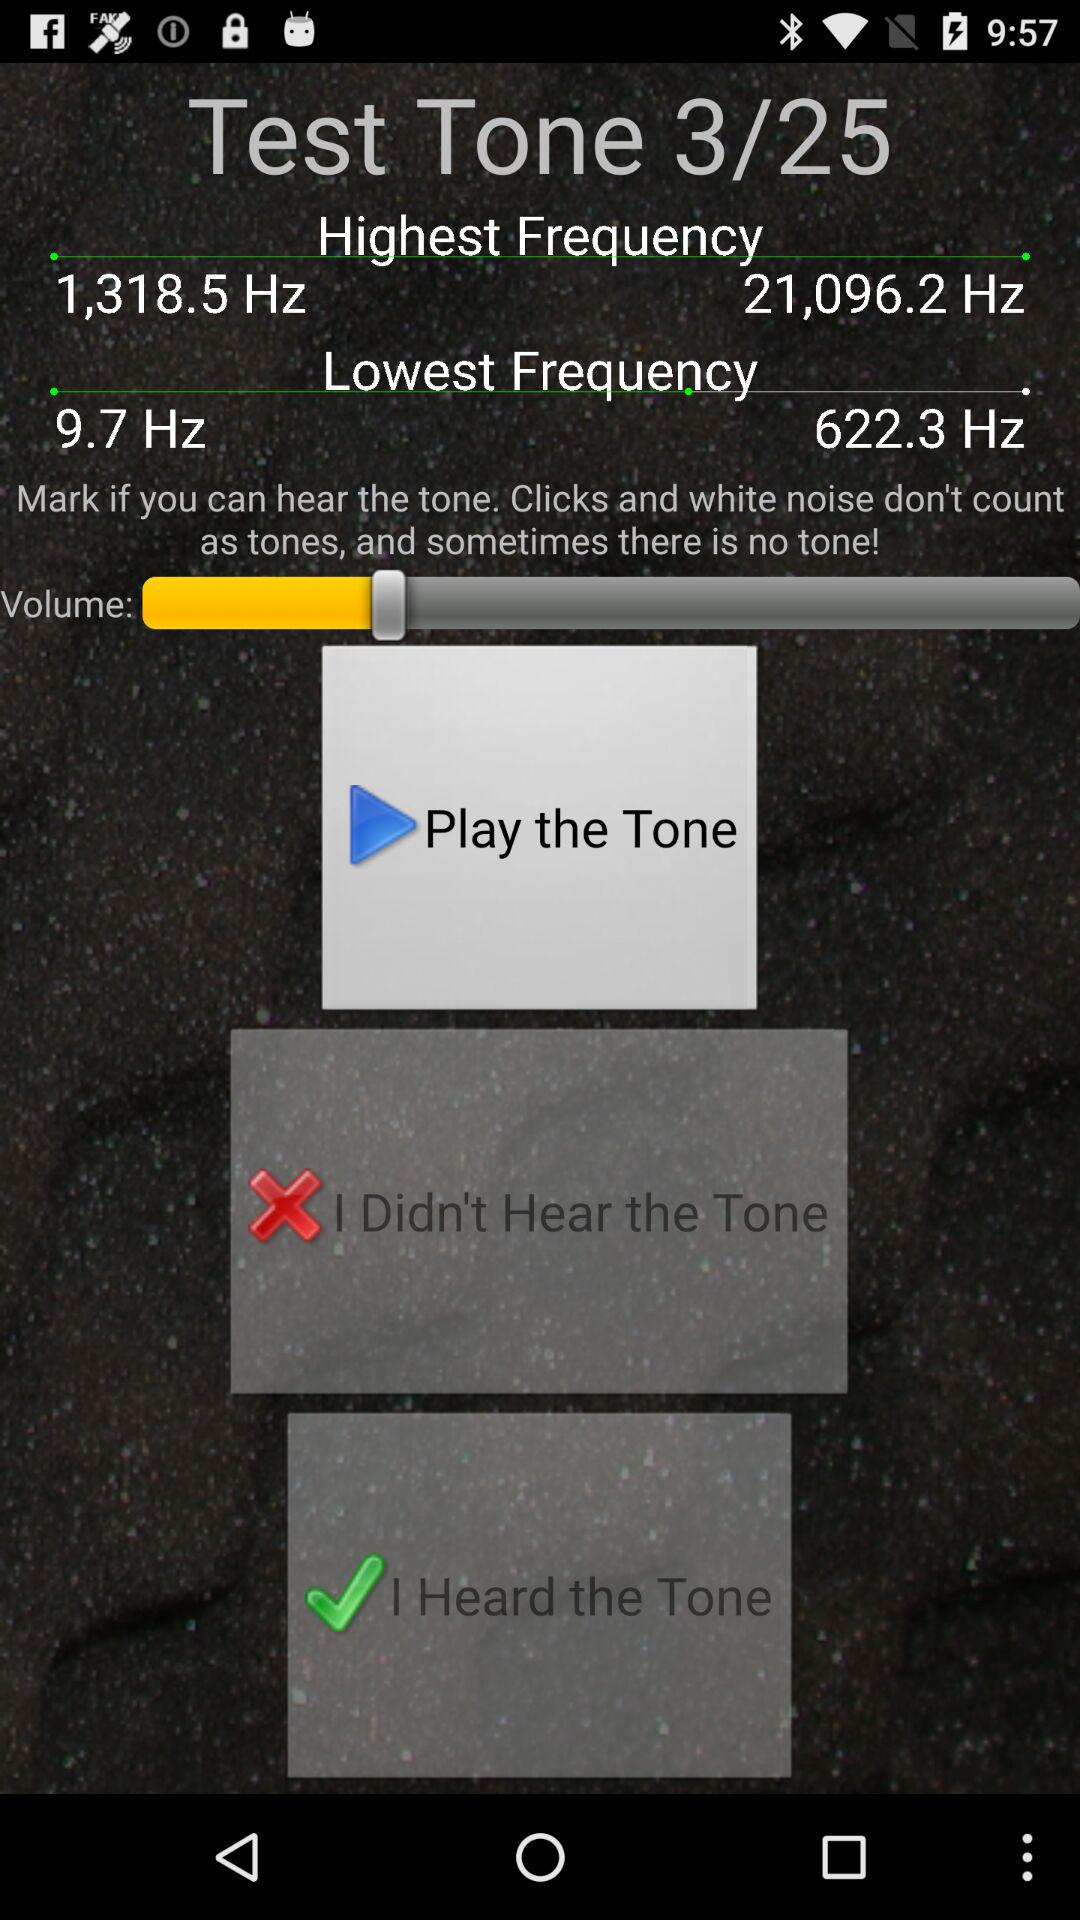 FAKE
9:57
Test Tone 3/25
Highest Frequency
1,318.5 Hz 21,096.2 Hz
Lowest Frequency
9.7 Hz 622.3 Hz
Mark if you can hear the tone. Clicks and white noise don't count
as tones, and sometimes there is no tone!
Volume:
Play the Tone
I Didn't Hear the Tone
I Heard the Tone